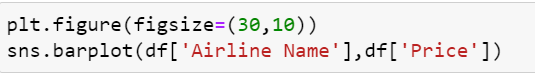 plt.figure(figsize=(30,10))
sns.barplot(df['Airline Name'],df['Price'])